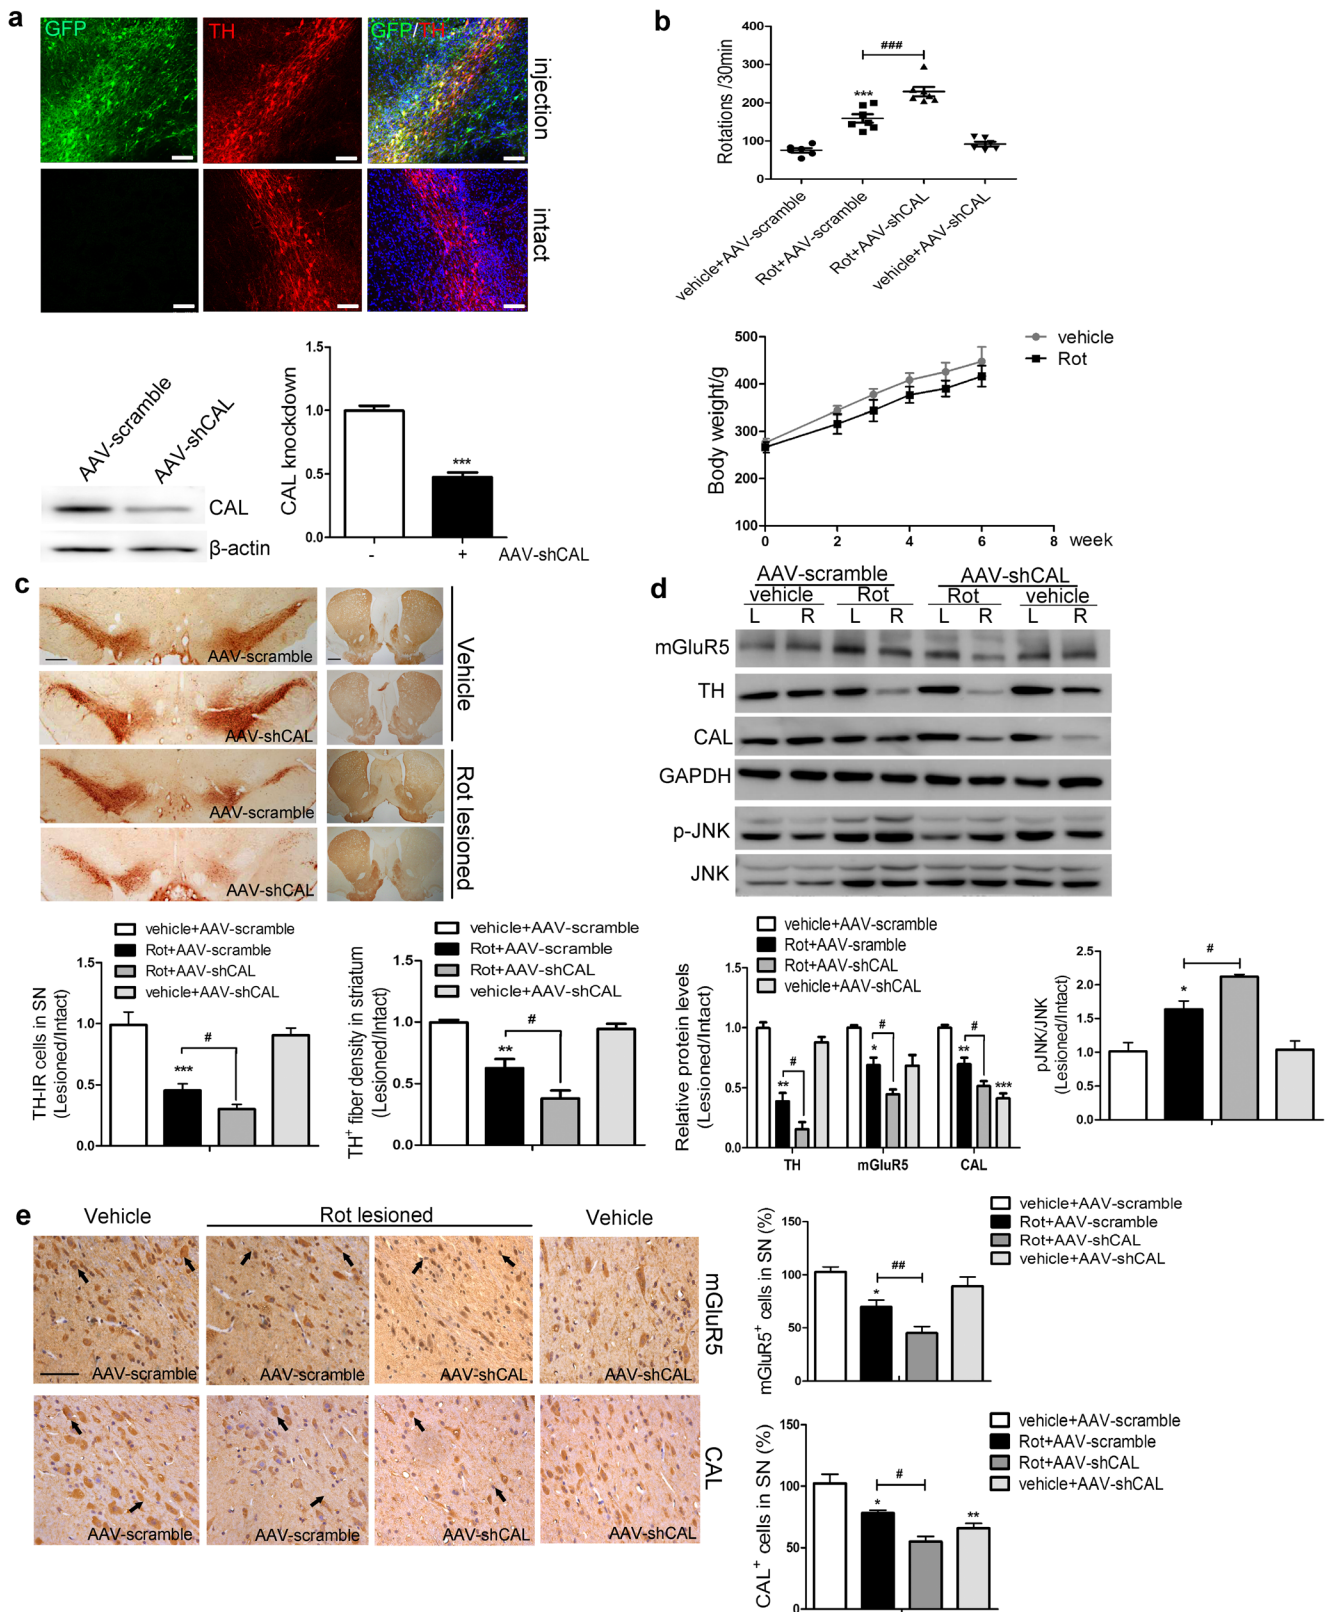 a
GFP
TH
GFP/TH
injection
intact
AAV-scramble
AAV-shCAL
CAL
β-actin
CAL knockdown
1.5
1.0
0.5
0.0
***
-
+
AAV-shCAL
b
Rotations /30min
400
300
200
100
0
***
###
vehicle+AAV-scramble
Rot+AAV-scramble
Rot+AAV-shCAL
vehicle+AAV-shCAL
Body weight/g
500
400
300
200
100
0
2
4
6
8
week
vehicle
Rot
c
AAV-scramble
AAV-shCAL
AAV-scramble
AAV-shCAL
Vehicle
Rot lesioned
vehicle+AAV-scramble
Rot+AAV-scramble
Rot+AAV-shCAL
vehicle+AAV-shCAL
TH-IR cells in SN
(Lesioned/Intact)
1.5
1.0
0.5
0.0
***
#
vehicle+AAV-scramble
Rot+AAV-scramble
Rot+AAV-shCAL
vehicle+AAV-shCAL
TH+ fiber density in striatum
(Lesioned/Intact)
1.5
1.0
0.5
0.0
**
#
d
AAV-scramble
AAV-shCAL
vehicle
Rot
Rot
vehicle
L R L R L R L R
mGluR5
TH
CAL
GAPDH
p-JNK
JNK
vehicle+AAV-scramble
Rot+AAV-sramble
Rot+AAV-shCAL
vehicle+AAV-shCAL
Relative protein levels
(Lesioned/Intact)
1.5
1.0
0.5
0.0
**
#
*
#
**
#
***
TH
mGluR5
CAL
pJNK/JNK
(Lesioned/Intact)
2.5
2.0
1.5
1.0
0.5
0.0
*
#
e
Vehicle
Rot lesioned
Vehicle
AAV-scramble
AAV-scramble
AAV-shCAL
AAV-shCAL
mGluR5
AAV-scramble
AAV-scramble
AAV-shCAL
AAV-shCAL
CAL
vehicle+AAV-scramble
Rot+AAV-scramble
Rot+AAV-shCAL
vehicle+AAV-shCAL
mGluR5+ cells in SN (%)
150
100
50
0
*
##
vehicle+AAV-scramble
Rot+AAV-scramble
Rot+AAV-shCAL
vehicle+AAV-shCAL
CAL+ cells in SN (%)
150
100
50
0
*
#
**